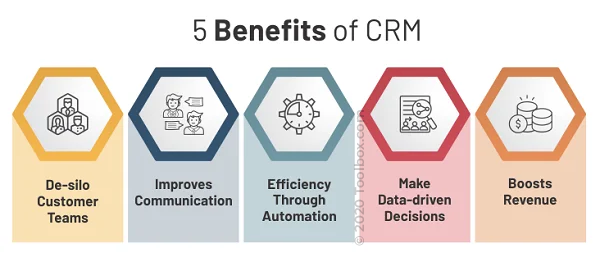 5 Benefits of CRM
De-silo
Customer
Teams
Improves
Communication
Efficiency
Through
Automation
Make
Data-driven
Decisions
Boosts
Revenue
© 2020 Toolbox.com